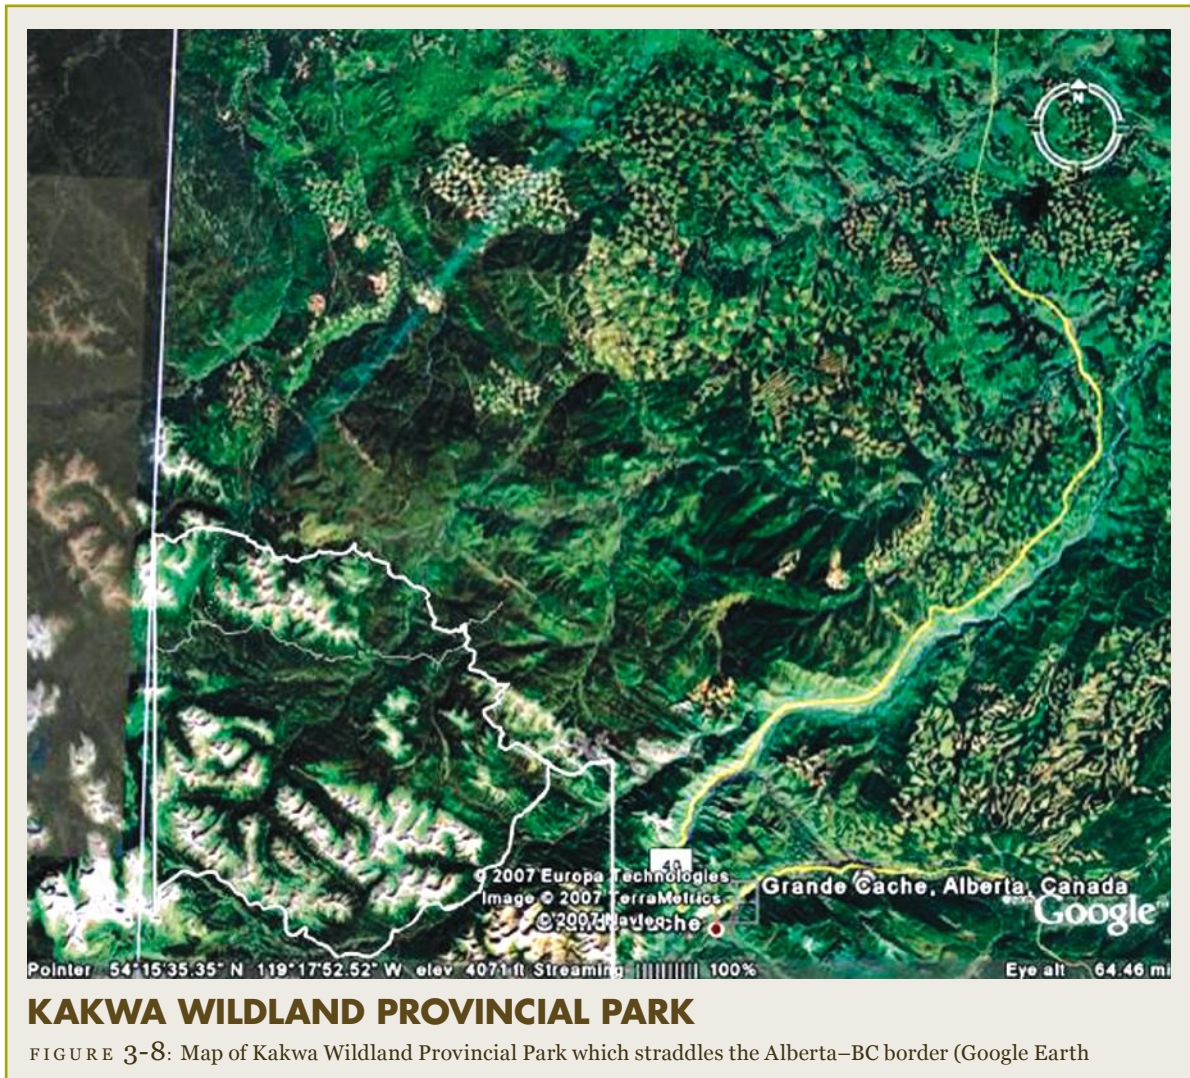 N
40
© 2007 Europa Technologies
Image © 2007 TerraMetrics
© 2007 Navteq
Grande Cache, Alberta, Canada
Google
Pointer 54°15'35.35" N 119°17'52.52" W elev 4071 ft Streaming 100% Eye alt 64.46 mi
KAKWA WILDLAND PROVINCIAL PARK
FIGURE 3-8: Map of Kakwa Wildland Provincial Park which straddles the Alberta–BC border (Google Earth